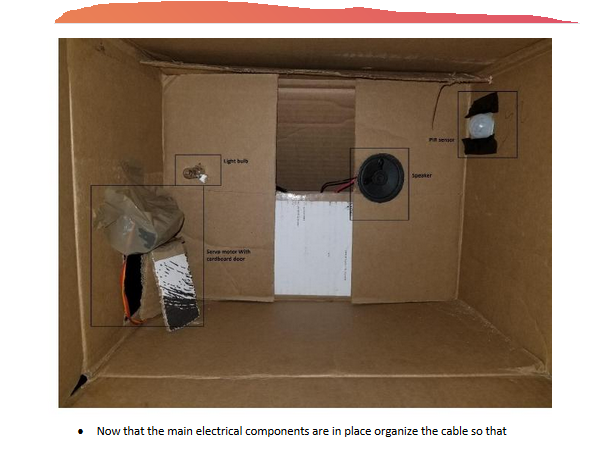 PIR sensor
Light bulb
Speaker
Servo motor With
cardboard door
• Now that the main electrical components are in place organize the cable so that